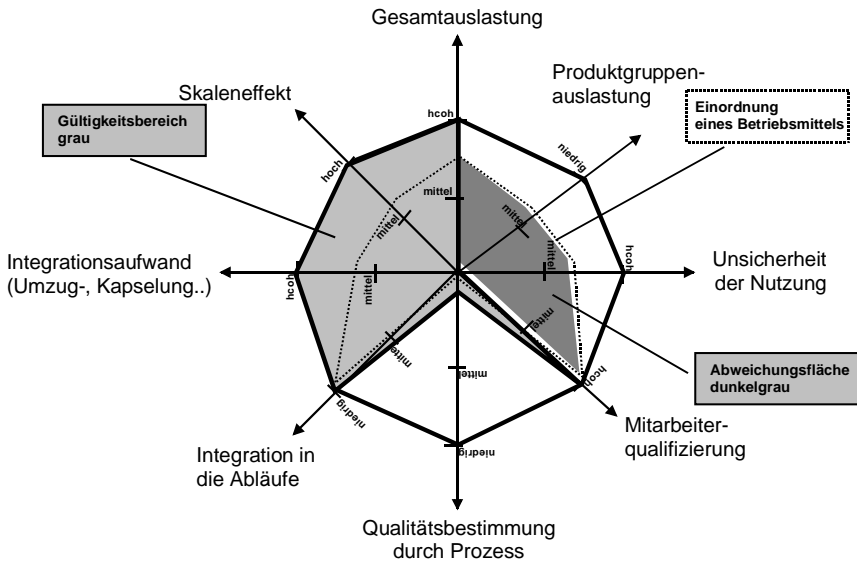 Gesamtauslastung
Produktgruppen-
auslastung
Skaleneffekt
Gültigkeitsbereich
grau
Einordnung
eines Betriebsmittels
hcoh
niedrig
hoch
mittel
mittel
mittel
Integrationsaufwand
(Umzug-, Kapselung..)
hcoh
mittel
mittel
hcoh
Unsicherheit
der Nutzung
mittel
mittel
mittel
hcoh
niedrig
niedrig
Abweichungsfläche
dunkelgrau
Mitarbeiter-
qualifizierung
Integration in
die Abläufe
Qualitätsbestimmung
durch Prozess